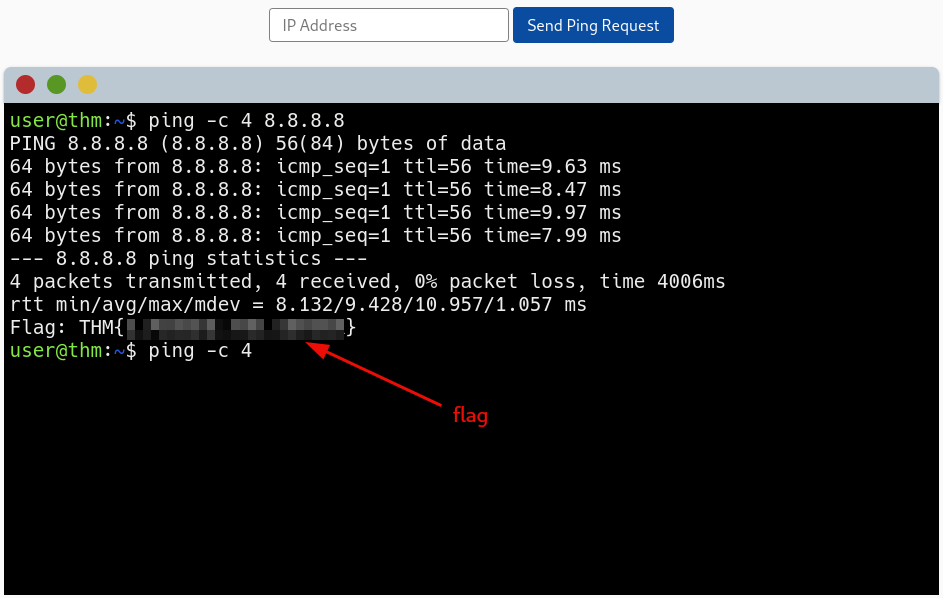 IP Address
Send Ping Request
user@thm:~$ ping -c 4 8.8.8.8
PING 8.8.8.8 (8.8.8.8) 56(84) bytes of data
64 bytes from 8.8.8.8: icmp_seq=1 ttl=56 time=9.63 ms
64 bytes from 8.8.8.8: icmp_seq=1 ttl=56 time=8.47 ms
64 bytes from 8.8.8.8: icmp_seq=1 ttl=56 time=9.97 ms
64 bytes from 8.8.8.8: icmp_seq=1 ttl=56 time=7.99 ms
--- 8.8.8.8 ping statistics ---
4 packets transmitted, 4 received, 0% packet loss, time 4006ms
rtt min/avg/max/mdev = 8.132/9.428/10.957/1.057 ms
Flag: THM{ }
user@thm:~$ ping -c 4
flag